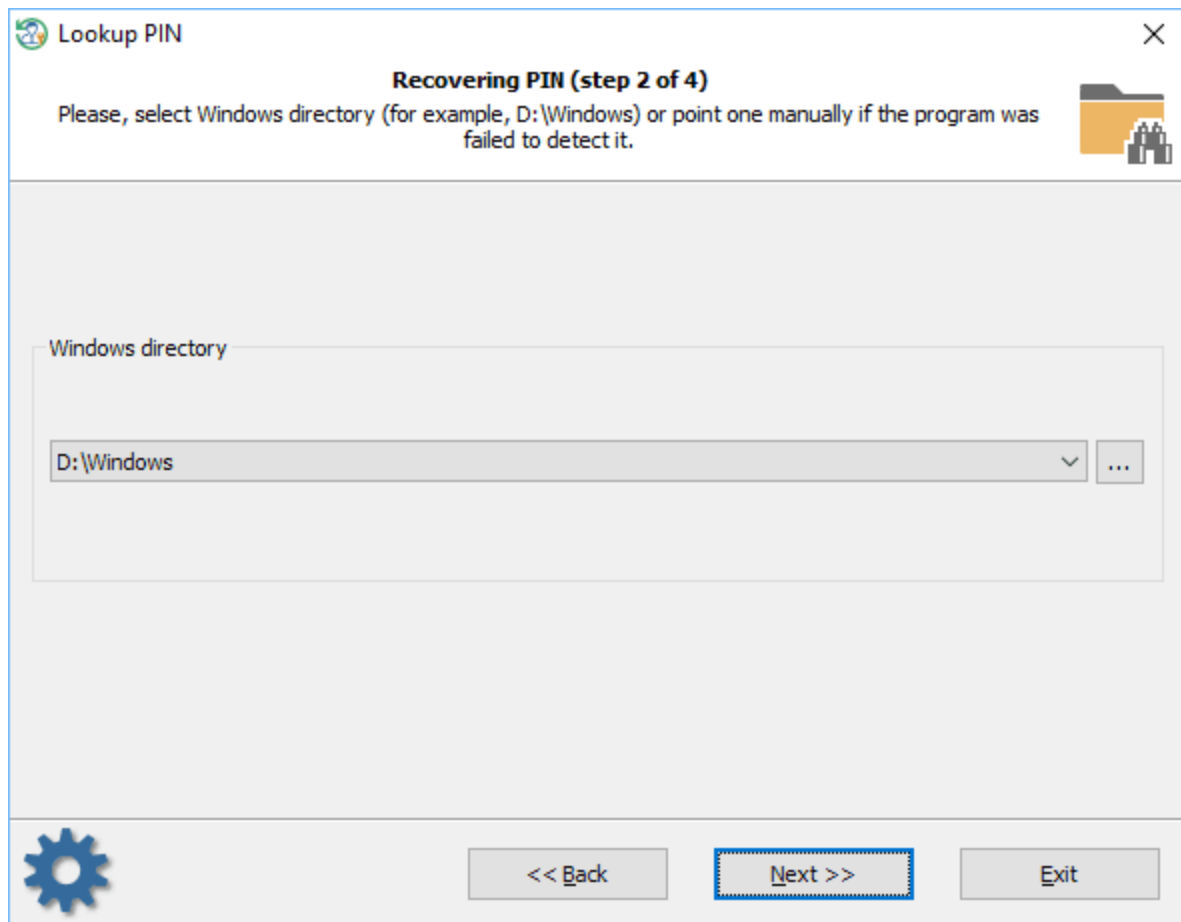 Lookup PIN
Recovering PIN (step 2 of 4)
Please, select Windows directory (for example, D:\Windows) or point one manually if the program was
failed to detect it.
Windows directory
D:\Windows
...
<< Back
Next >>
Exit